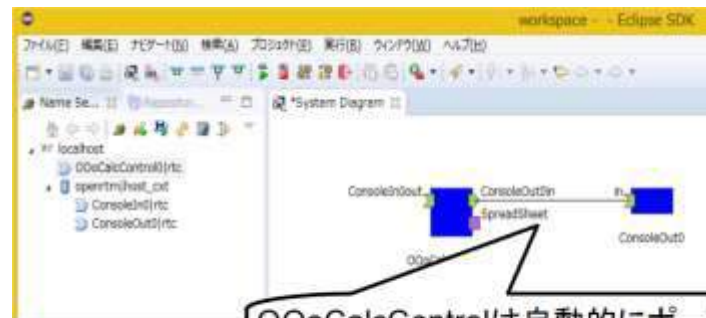 workspace - - Eclipse SDK
ファイル(E) 編集(E) ナビゲート(N) 検索(A) プロジェクト(P) 実行(R) ウィンドウ(W) ヘルプ(H)
Name Se...
*System Diagram
localhost
OOoCalcControl0|rtc
openrtm|host_cxt
ConsoleIn0|rtc
ConsoleOut0|rtc
ConsoleIn0out
ConsoleOut0in
in
SpreadSheet
ConsoleOut0
OOoCalcControlは自動的にポー